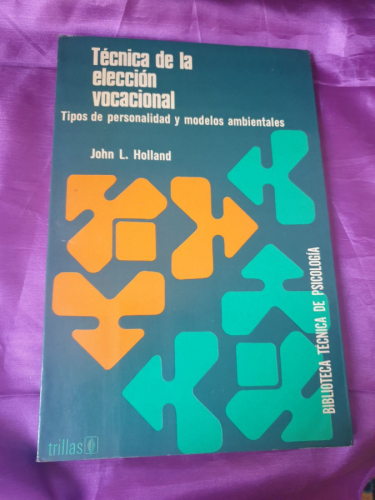 Técnica de la
elección
vocacional
Tipos de personalidad y modelos ambientales
John L. Holland
BIBLIOTECA TÉCNICA DE PSICOLOGÍA
trillas